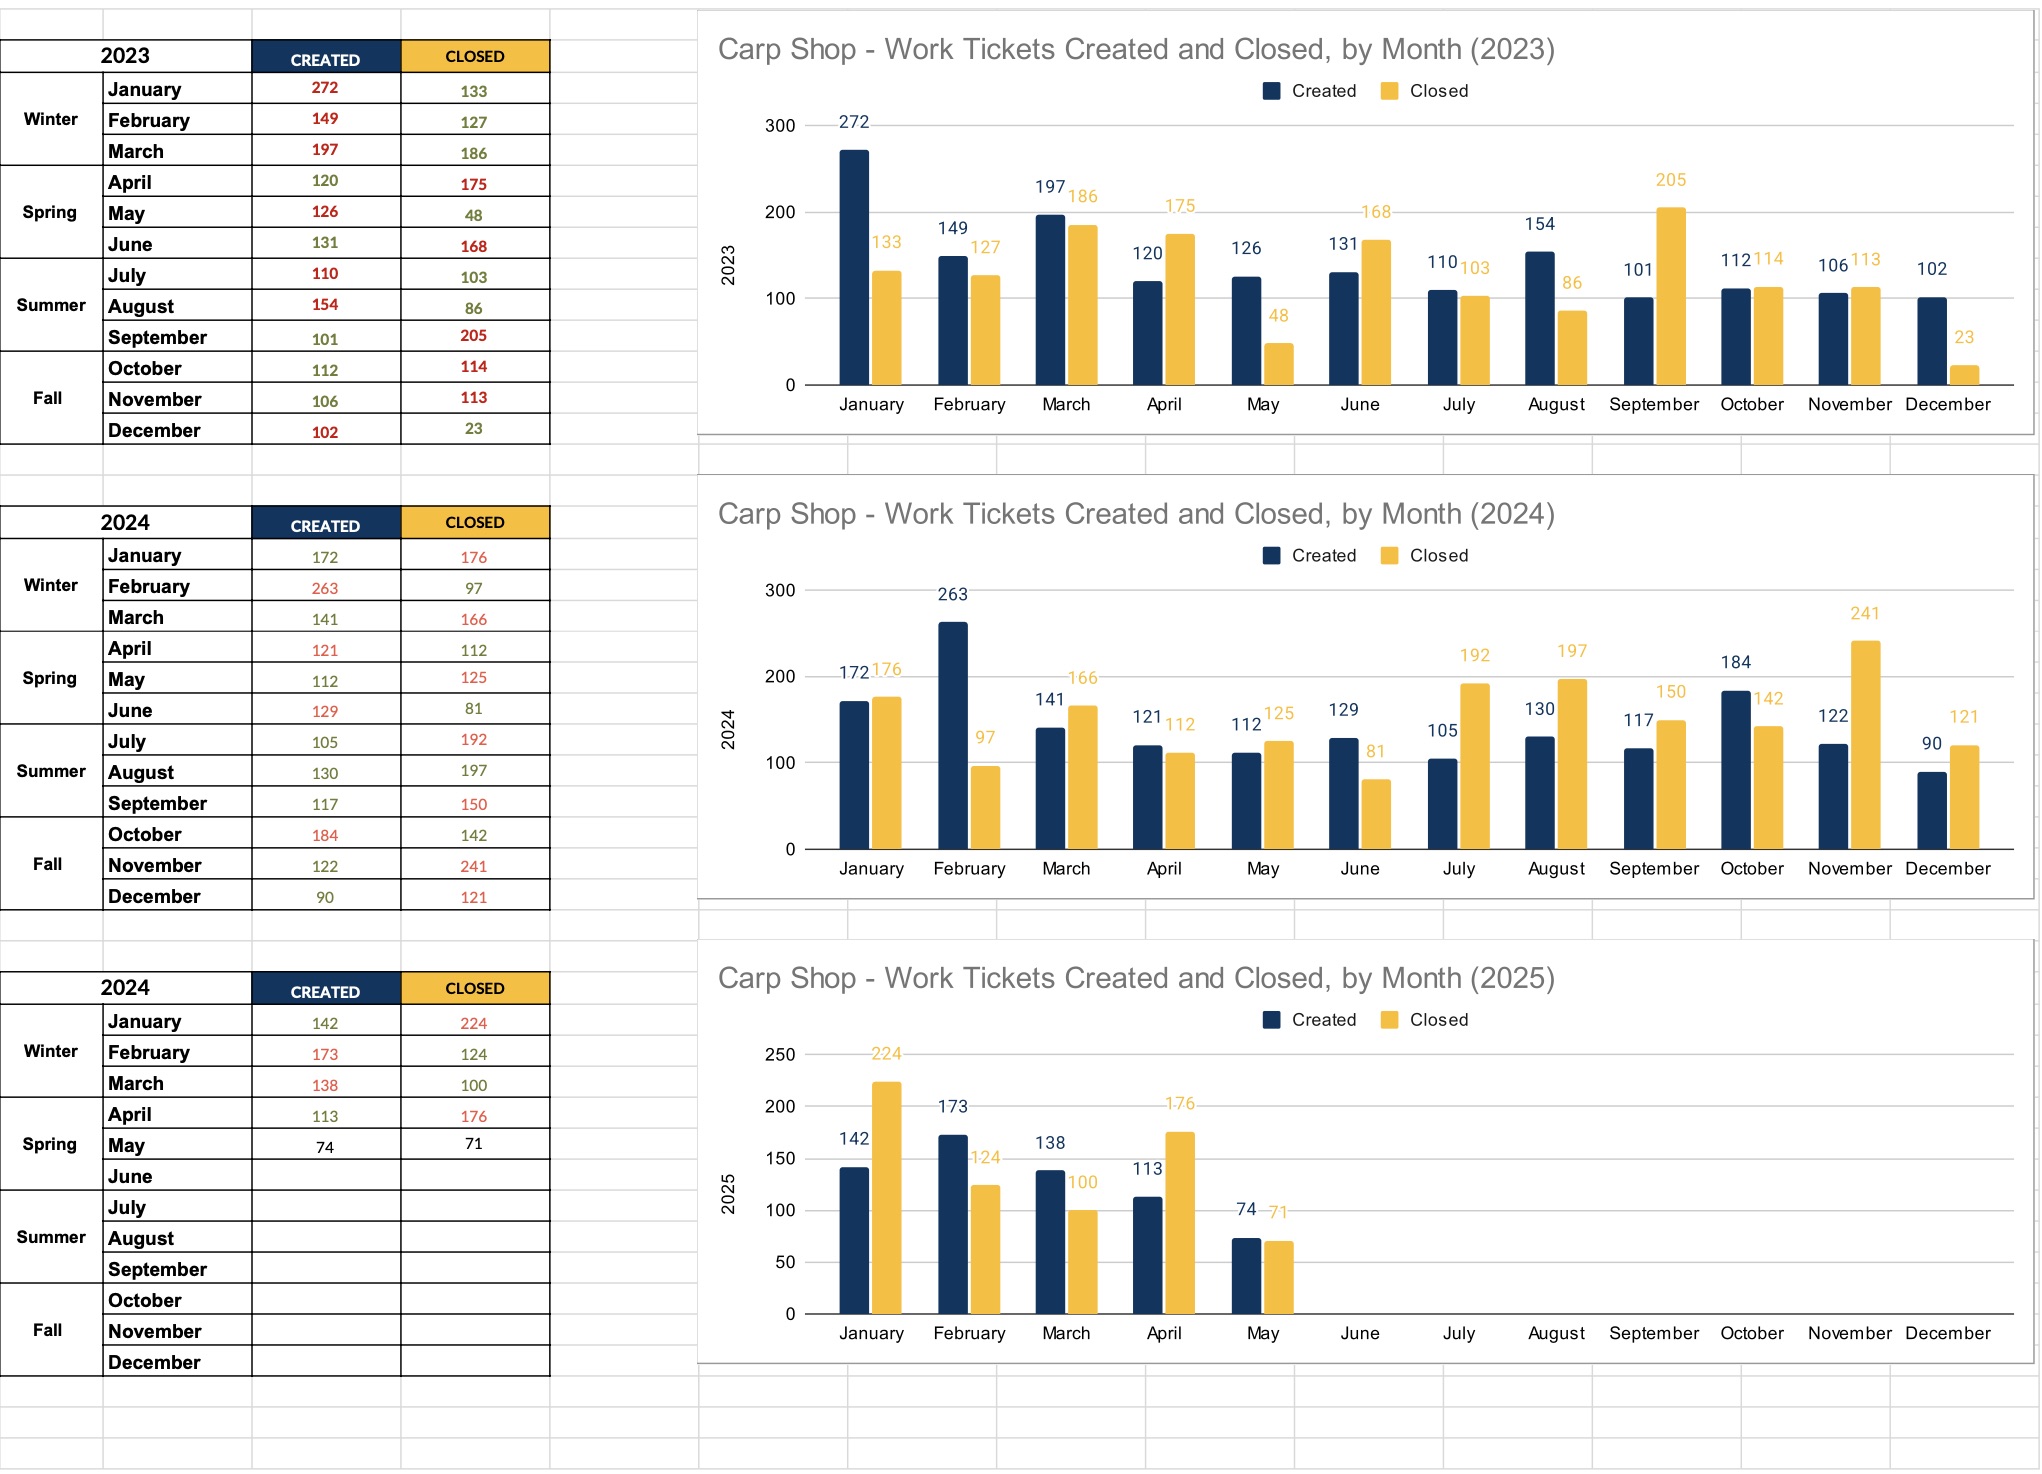 2023 CREATED CLOSED
Winter
January 272 133
February 149 127
March 197 186
Spring
April 120 175
May 126 48
June 131 168
Summer
July 110 103
August 154 86
September 101 205
Fall
October 112 114
November 106 113
December 102 23
Carp Shop - Work Tickets Created and Closed, by Month (2023)
Created Closed
2023
300
200
100
0
272 133 149 127 197 186 120 175 126 48 131 168 110 103 154 86 101 205 112 114 106 113 102 23
January February March April May June July August September October November December
2024 CREATED CLOSED
Winter
January 172 176
February 263 97
March 141 166
Spring
April 121 112
May 112 125
June 129 81
Summer
July 105 192
August 130 197
September 117 150
Fall
October 184 142
November 122 241
December 90 121
Carp Shop - Work Tickets Created and Closed, by Month (2024)
Created Closed
2024
300
200
100
0
172 176 263 97 141 166 121 112 112 125 129 81 105 192 130 197 117 150 184 142 122 241 90 121
January February March April May June July August September October November December
2024 CREATED CLOSED
Winter
January 142 224
February 173 124
March 138 100
Spring
April 113 176
May 74 71
June
Summer
July
August
September
Fall
October
November
December
Carp Shop - Work Tickets Created and Closed, by Month (2025)
Created Closed
2025
250
200
150
100
50
0
142 224 173 124 138 100 113 176 74 71
January February March April May June July August September October November December